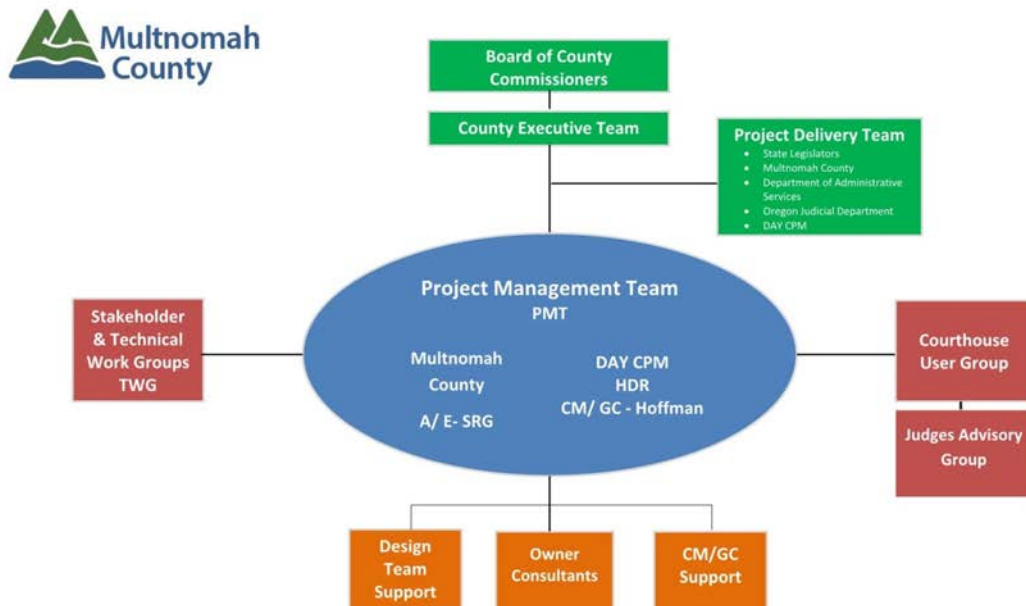 Multnomah
County
Board of County
Commissioners
County Executive Team
Project Delivery Team
• State Legislators
• Multnomah County
• Department of Administrative
Services
• Oregon Judicial Department
• DAY CPM
Project Management Team
PMT
Multnomah
County
A/ E- SRG
DAY CPM
HDR
CM/ GC - Hoffman
Stakeholder
& Technical
Work Groups
TWG
Courthouse
User Group
Judges Advisory
Group
Design
Team
Support
Owner
Consultants
CM/GC
Support